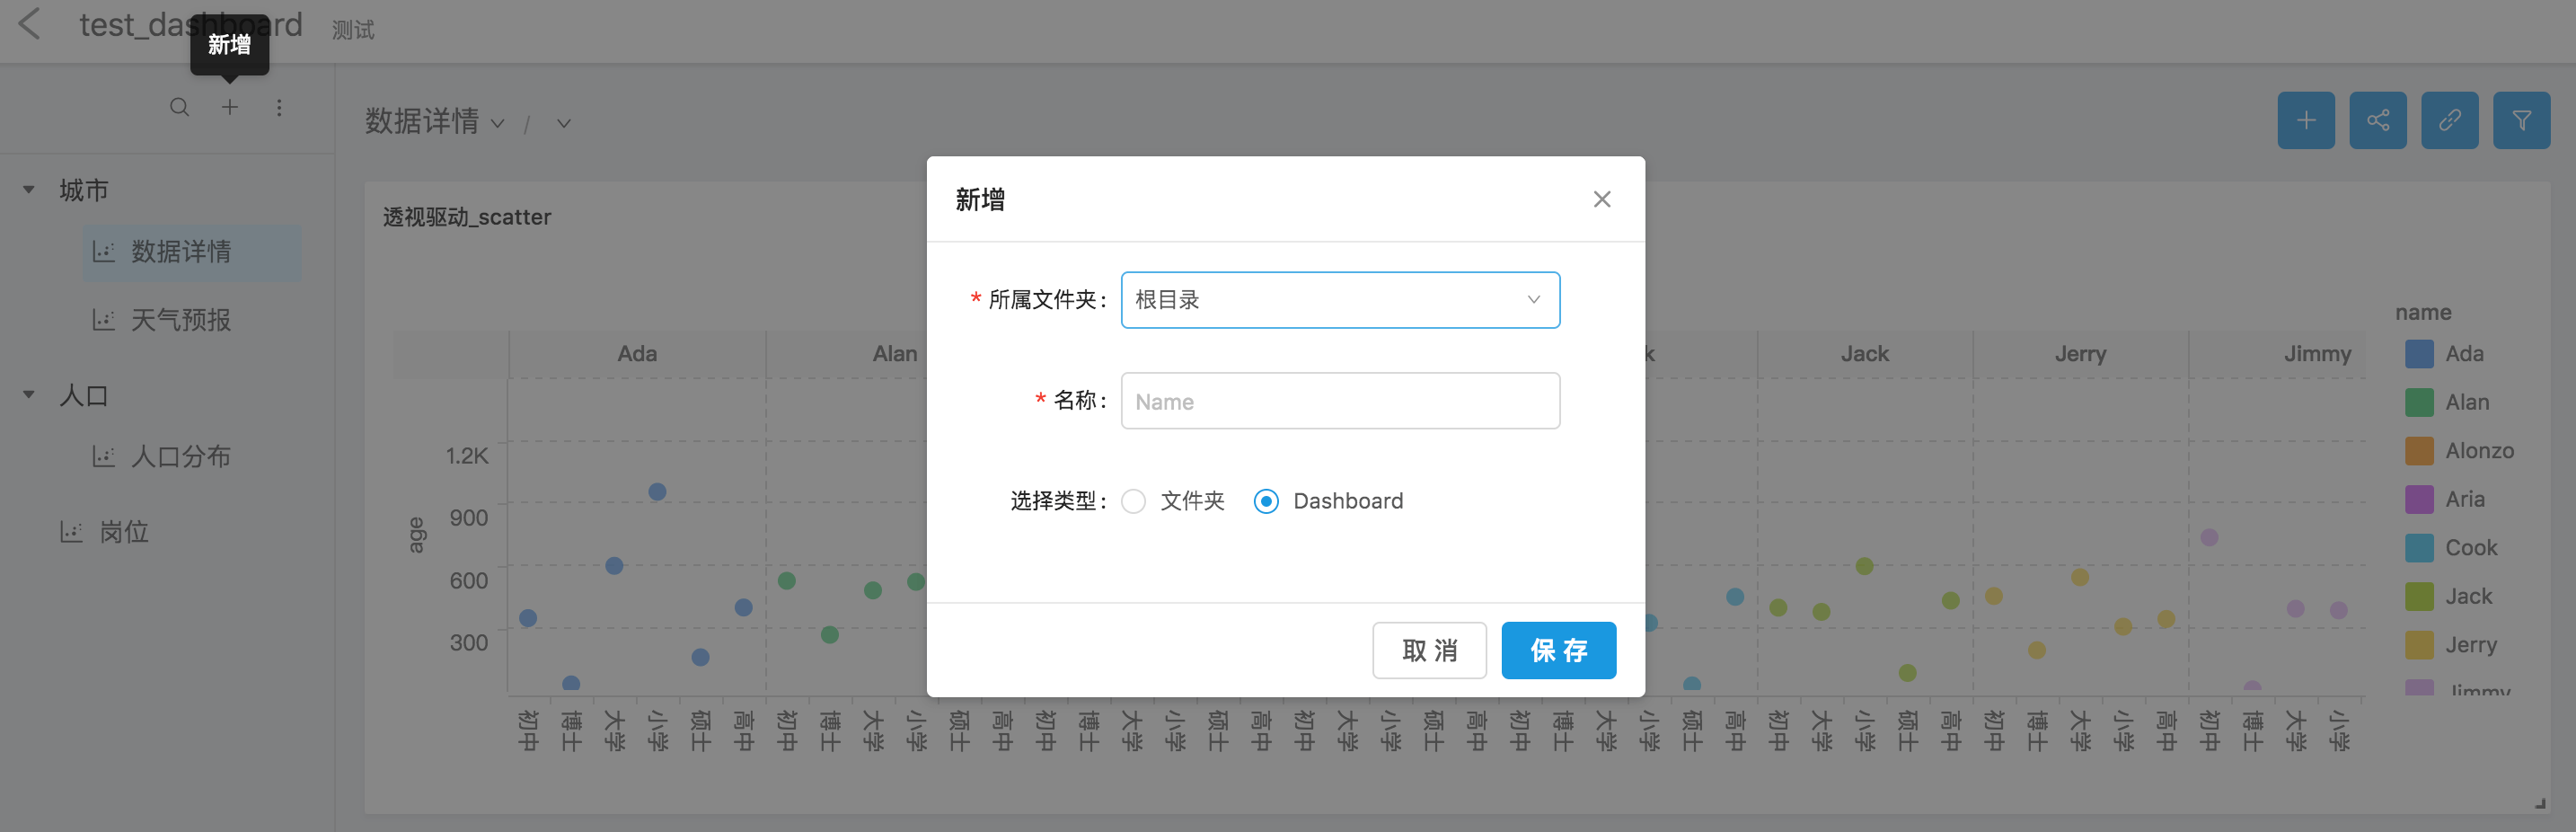 test_dashboard 测试
新增
数据详情 /
城市
数据详情
天气预报
人口
人口分布
岗位
透视驱动_scatter
新增
* 所属文件夹: 根目录
* 名称: Name
选择类型: 文件夹 Dashboard
取 消 保 存
Ada Alan k Jack Jerry Jimmy
age
1.2K
900
600
300
初中 博士 大学 小学 硕士 高中 初中 博士 大学 小学 硕士 高中 初中 博士 大学 小学 硕士 高中 初中 大学 小学 硕士 高中 初中 博士 大学 小学 硕士 高中 初中 大学 小学 硕士 高中 初中 博士 大学 小学 高中 初中 博士 大学 小学
name
Ada
Alan
Alonzo
Aria
Cook
Jack
Jerry
Jimmy